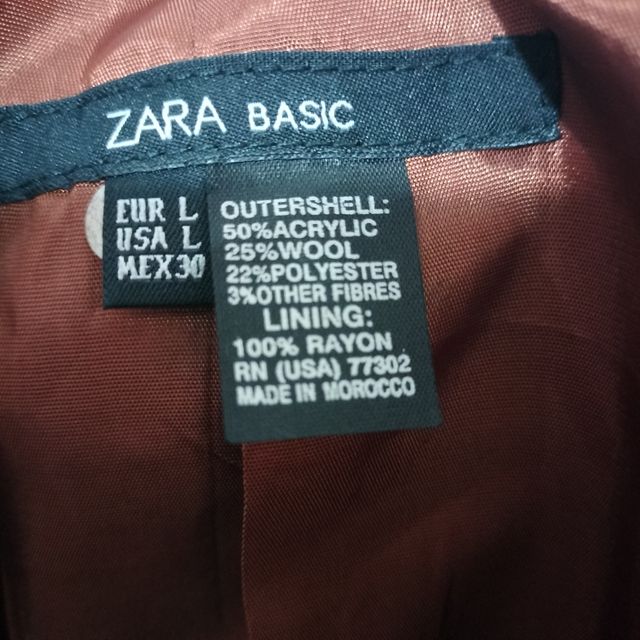 ZARA BASIC
EUR L
USA L
MEX30
OUTERSHELL:
50%ACRYLIC
25%WOOL
22%POLYESTER
3%OTHER FIBRES
LINING:
100% RAYON
RN (USA) 77302
MADE IN MOROCCO